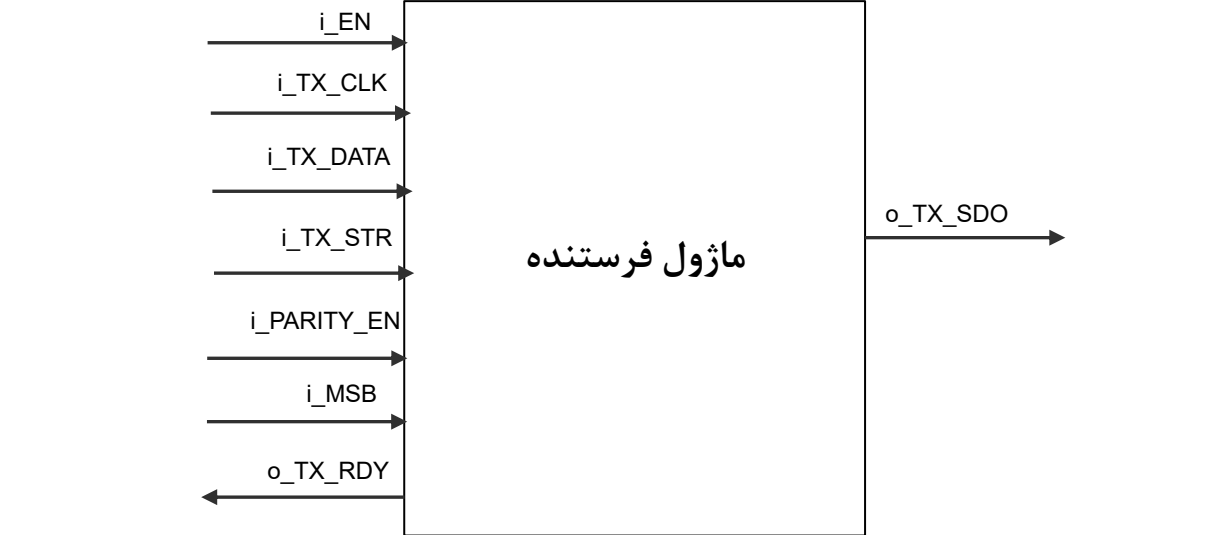 i_EN
i_TX_CLK
i_TX_DATA
i_TX_STR
i_PARITY_EN
i_MSB
o_TX_RDY
ماژول فرستنده
o_TX_SDO